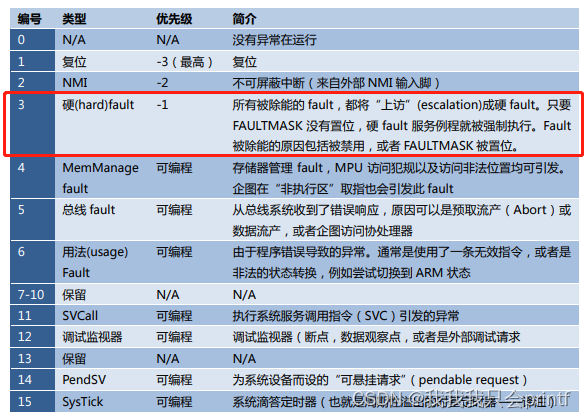 编号 类型 优先级 简介
0 N/A N/A 没有异常在运行
1 复位 -3（最高） 复位
2 NMI -2 不可屏蔽中断（来自外部 NMI 输入脚）
3 硬(hard)fault -1 所有被除能的 fault，都将“上访”(escalation)成硬 fault。只要
FAULTMASK 没有置位，硬 fault 服务例程就被强制执行。Fault
被除能的原因包括被禁用，或者 FAULTMASK 被置位。
4 MemManage 可编程 存储器管理 fault，MPU 访问犯规以及访问非法位置均可引发。
fault 企图在“非执行区”取指也会引发此 fault
5 总线 fault 可编程 从总线系统收到了错误响应，原因可以是预取流产（Abort）或
数据流产，或者企图访问协处理器
6 用法(usage) 可编程 由于程序错误导致的异常。通常是使用了一条无效指令，或者是
Fault 非法的状态转换，例如尝试切换到 ARM 状态
7-10 保留 N/A N/A
11 SVCall 可编程 执行系统服务调用指令（SVC）引发的异常
12 调试监视器 可编程 调试监视器（断点，数据观察点，或者是外部调试请求
13 保留 N/A N/A
14 PendSV 可编程 为系统设备而设的“可悬挂请求”（pendable request）
15 SysTick 可编程 系统滴答定时器（也就是周期性溢出的时基定时器